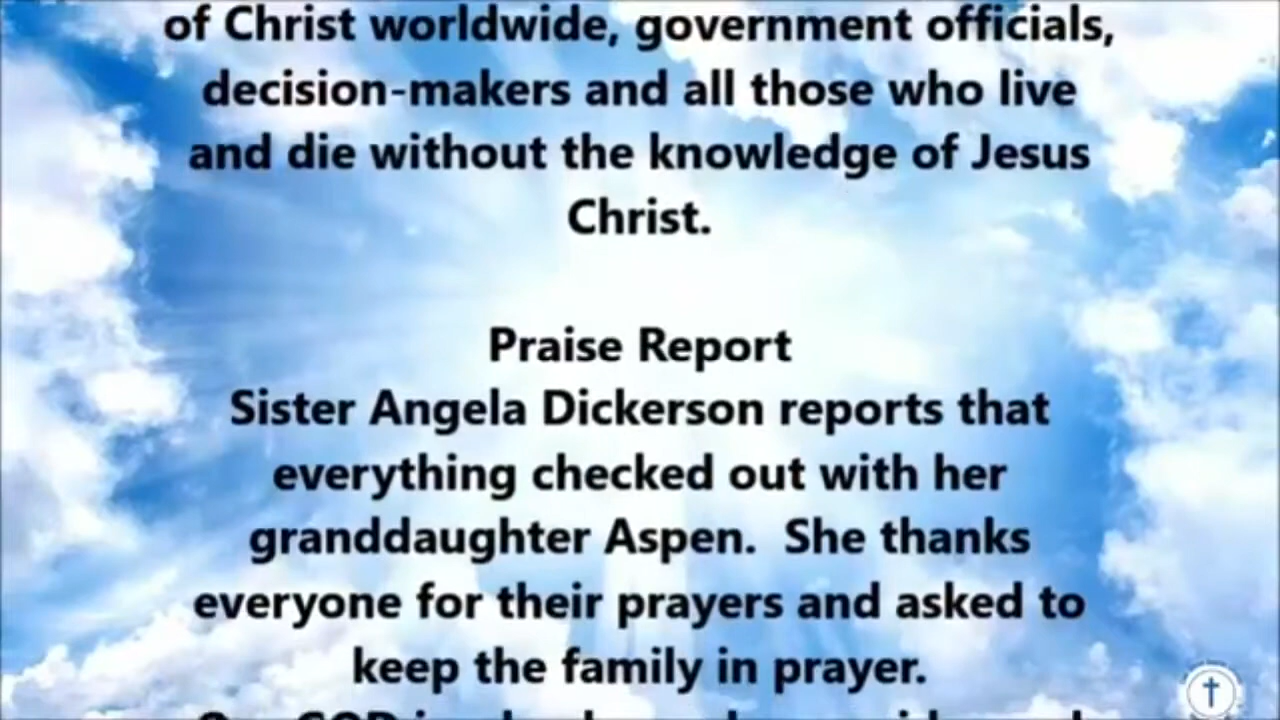 of Christ worldwide, government officials,
decision-makers and all those who live
and die without the knowledge of Jesus
Christ.
Praise Report
Sister Angela Dickerson reports that
everything checked out with her
granddaughter Aspen.  She thanks
everyone for their prayers and asked to
keep the family in prayer.